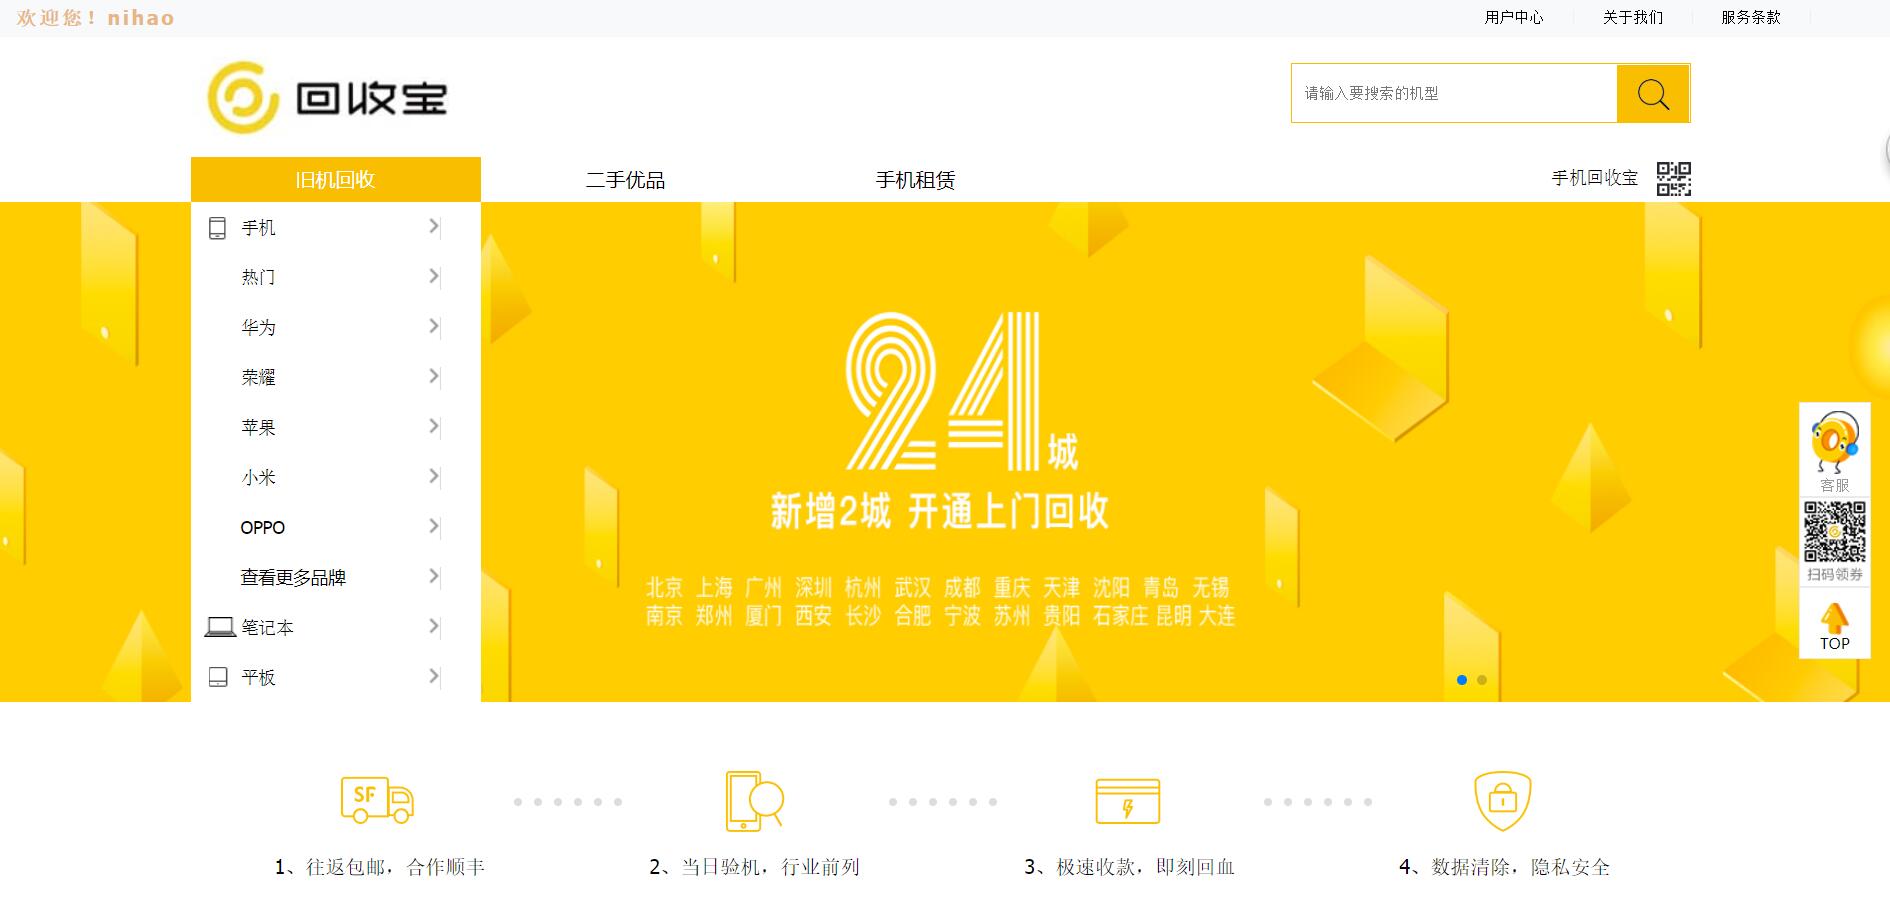 欢迎您！nihao
用户中心
关于我们
服务条款
回收宝
请输入要搜索的机型
旧机回收
二手优品
手机租赁
手机回收宝
手机
热门
华为
荣耀
苹果
小米
OPPO
查看更多品牌
笔记本
平板
24城
新增2城 开通上门回收
北京 上海 广州 深圳 杭州 武汉 成都 重庆 天津 沈阳 青岛 无锡
南京 郑州 厦门 西安 长沙 合肥 宁波 苏州 贵阳 石家庄 昆明 大连
客服
扫码领券
TOP
SF
1、往返包邮，合作顺丰
2、当日验机，行业前列
3、极速收款，即刻回血
4、数据清除，隐私安全